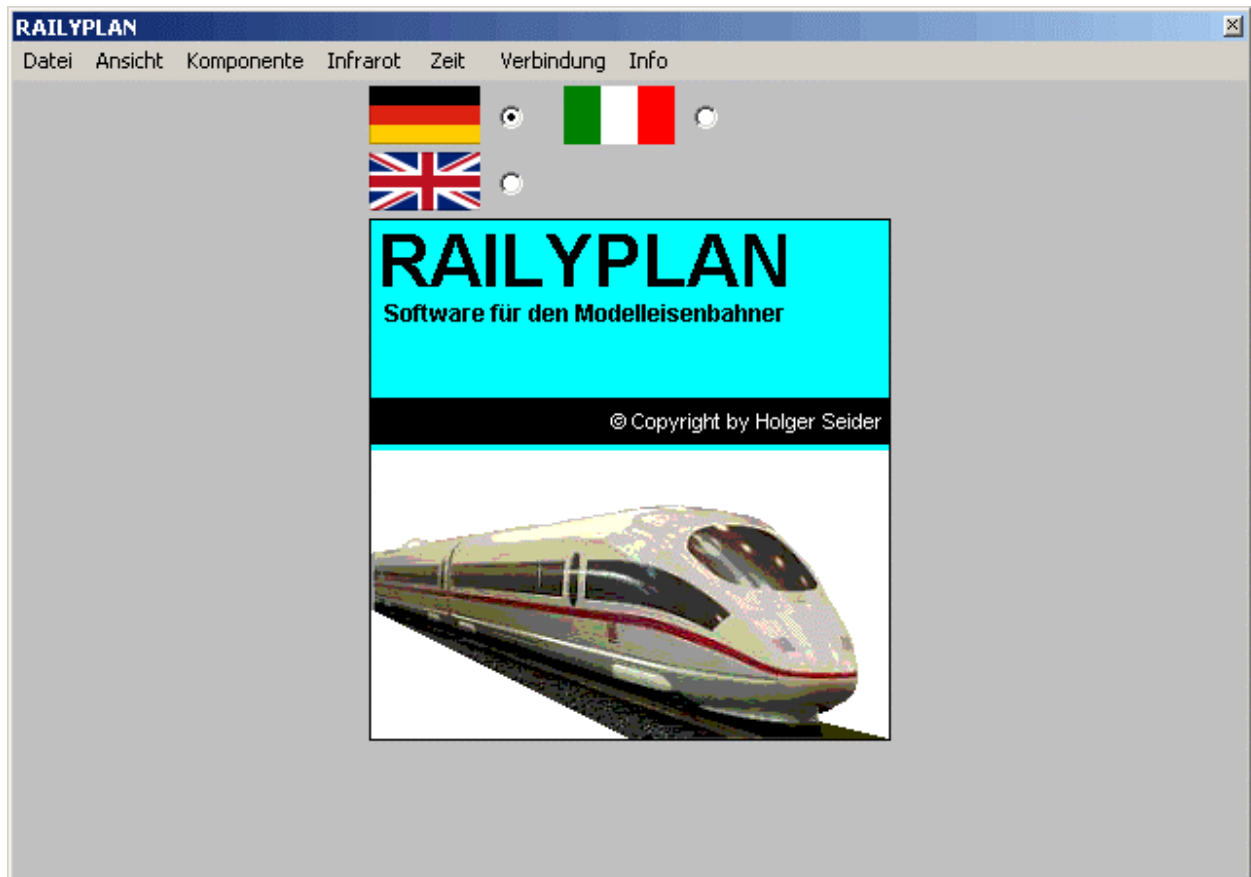 RAILYPLAN
Datei Ansicht Komponente Infrarot Zeit Verbindung Info
RAILYPLAN
Software für den Modelleisenbahner
© Copyright by Holger Seider